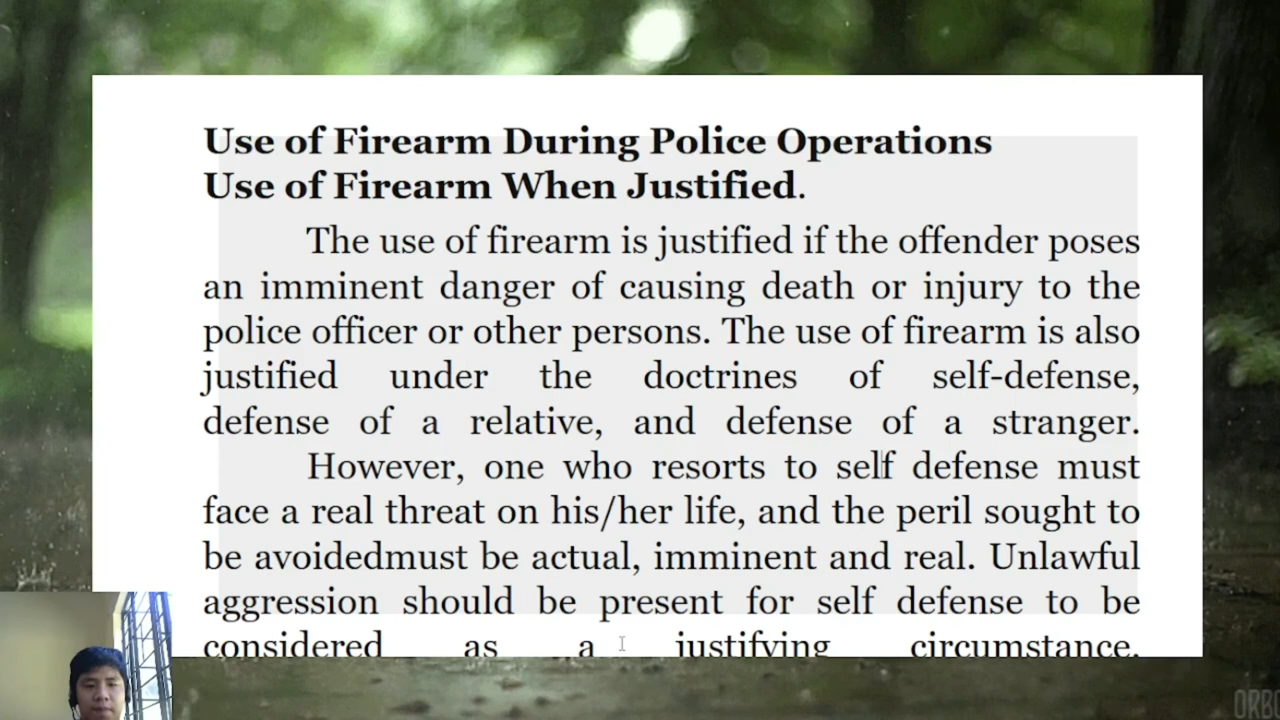 Use of Firearm During Police Operations
Use of Firearm When Justified.
The use of firearm is justified if the offender poses
an imminent danger of causing death or injury to the
police officer or other persons. The use of firearm is also
justified under the doctrines of self-defense,
defense of a relative, and defense of a stranger.
However, one who resorts to self defense must
face a real threat on his/her life, and the peril sought to
be avoidedmust be actual, imminent and real. Unlawful
aggression should be present for self defense to be
considered as a justifying circumstance.